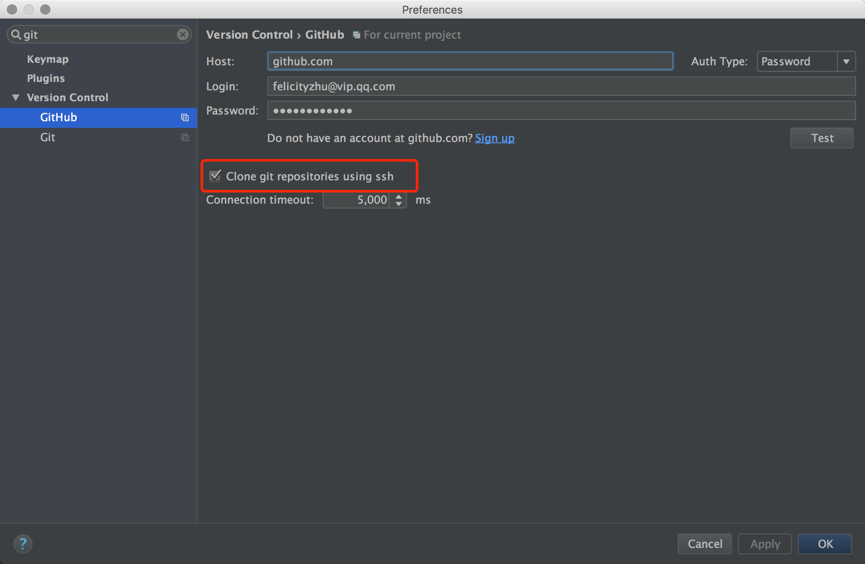 Preferences
git
Keymap
Plugins
Version Control
GitHub
Git
Version Control › GitHub For current project
Host: github.com Auth Type: Password
Login: felicityzhu@vip.qq.com
Password: ●●●●●●●●●●●●
Do not have an account at github.com? Sign up Test
Clone git repositories using ssh
Connection timeout: 5,000 ms
? Cancel Apply OK